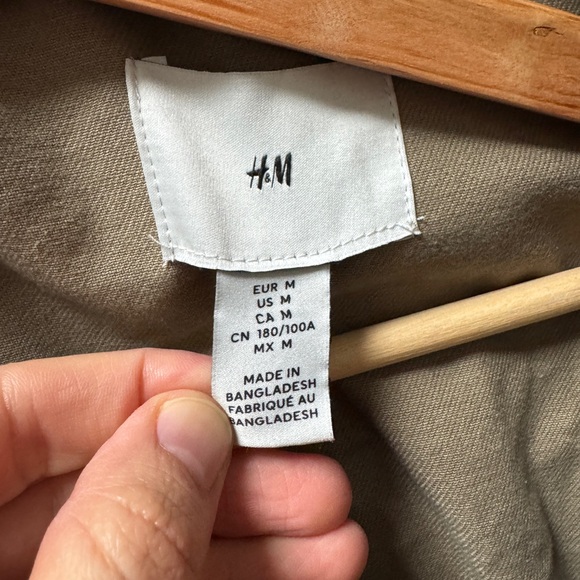 H&M
EUR M
US M
CA M
CN 180/100A
MX M
MADE IN
BANGLADESH
FABRIQUÉ AU
BANGLADESH